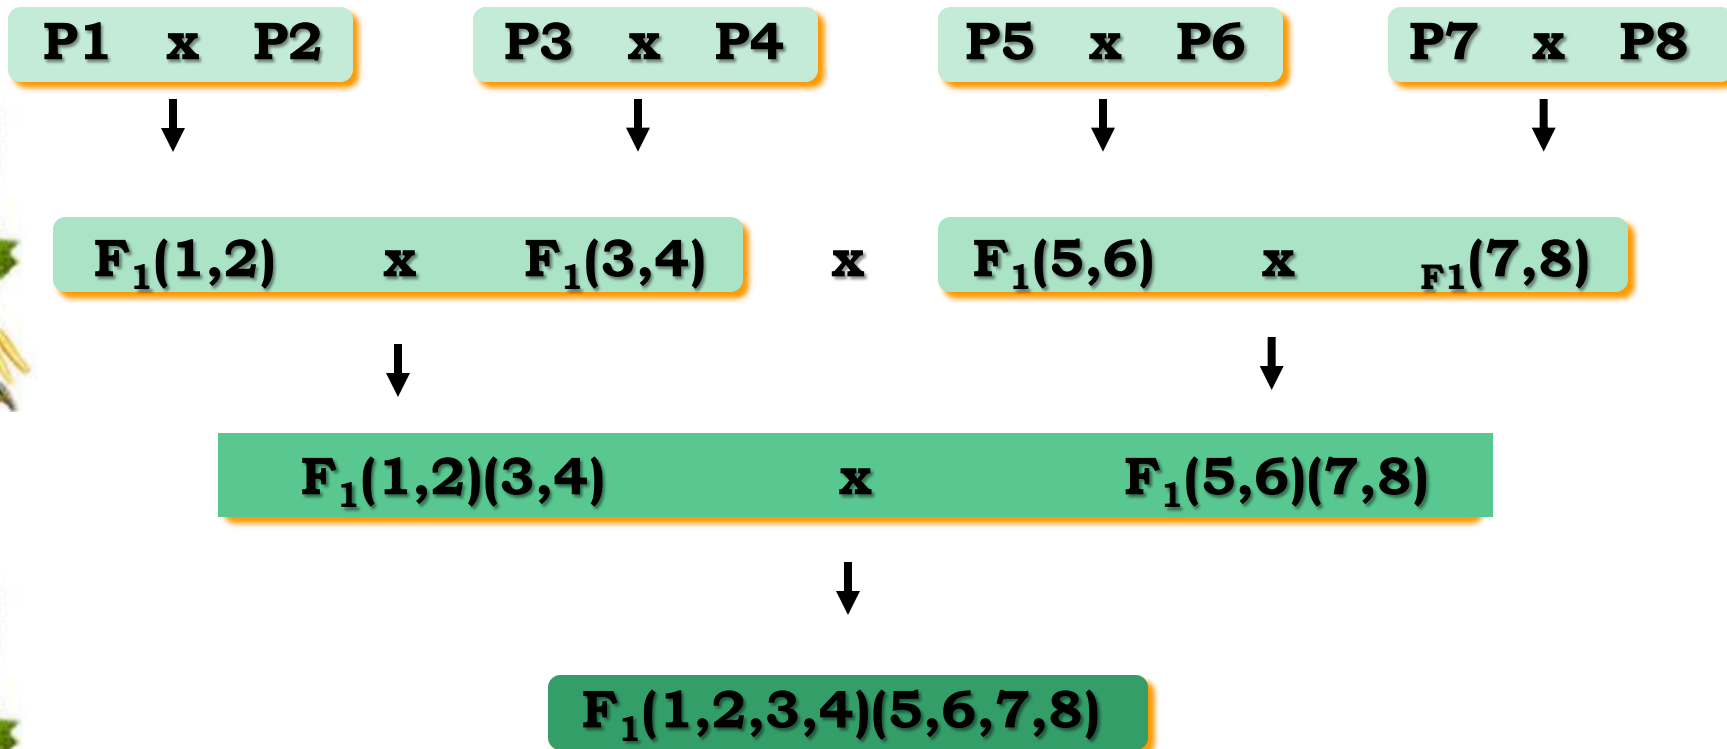 P1 x P2 P3 x P4 P5 x P6 P7 x P8
F₁(1,2) x F₁(3,4) x F₁(5,6) x F1(7,8)
F₁(1,2)(3,4) x F₁(5,6)(7,8)
F₁(1,2,3,4)(5,6,7,8)